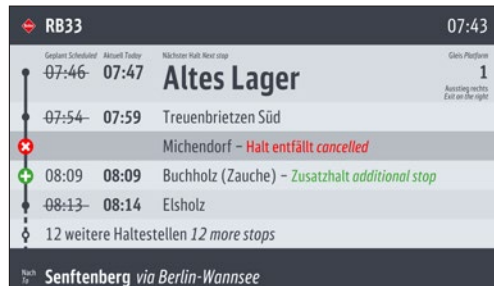 RB33 07:43
Geplant Scheduled Aktuell Today Nächster Halt Next stop Gleis Platform
07:46 07:47 Altes Lager 1
Ausstieg rechts
Exit on the right
07:54 07:59 Treuenbrietzen Süd
Michendorf – Halt entfällt cancelled
08:09 08:09 Buchholz (Zauche) – Zusatzhalt additional stop
08:13 08:14 Elsholz
12 weitere Haltestellen 12 more stops
Nach
To
Senftenberg via Berlin-Wannsee